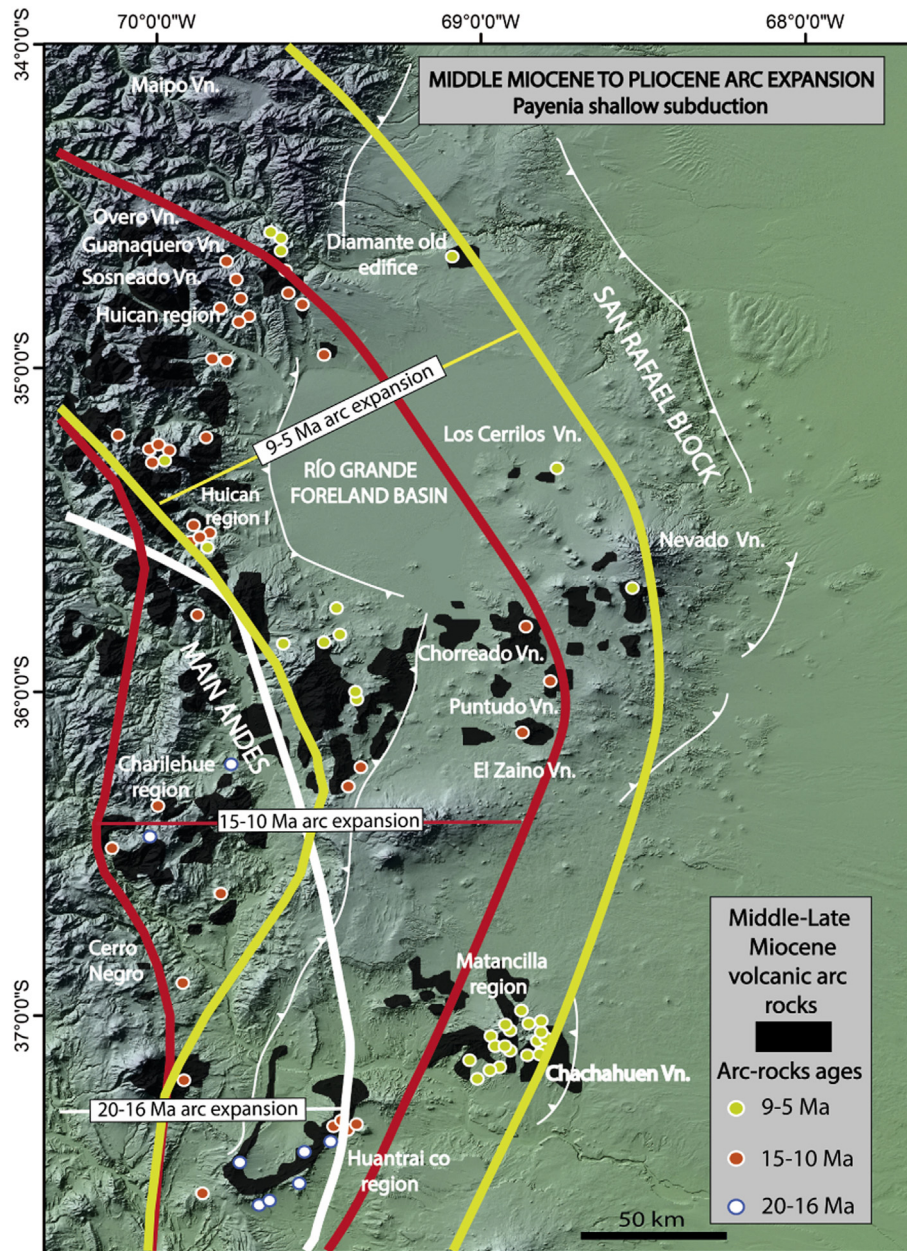 70°0'0"W
69°0'0"W
68°0'0"W
34°0'0"S
MIDDLE MIOCENE TO PLIOCENE ARC EXPANSION
Payenia shallow subduction
Maipo Vn.
Overo Vn.
Guanaquero Vn.
Sosneado Vn.
Huican region
Diamante old
edifice
SAN RAFAEL BLOCK
35°0'0"S
9-5 Ma arc expansion
Los Cerrilos Vn.
RÍO GRANDE
FORELAND BASIN
Huican
region l
Nevado Vn.
MAIN ANDES
Chorreado Vn.
36°0'0"S
Puntudo Vn.
El Zaino Vn.
Charilehue
region
15-10 Ma arc expansion
Cerro
Negro
Matancilla
region
37°0'0"S
Chachahuen Vn.
20-16 Ma arc expansion
Huantrai co
region
Middle-Late
Miocene
volcanic arc
rocks
Arc-rocks ages
9-5 Ma
15-10 Ma
20-16 Ma
50 km